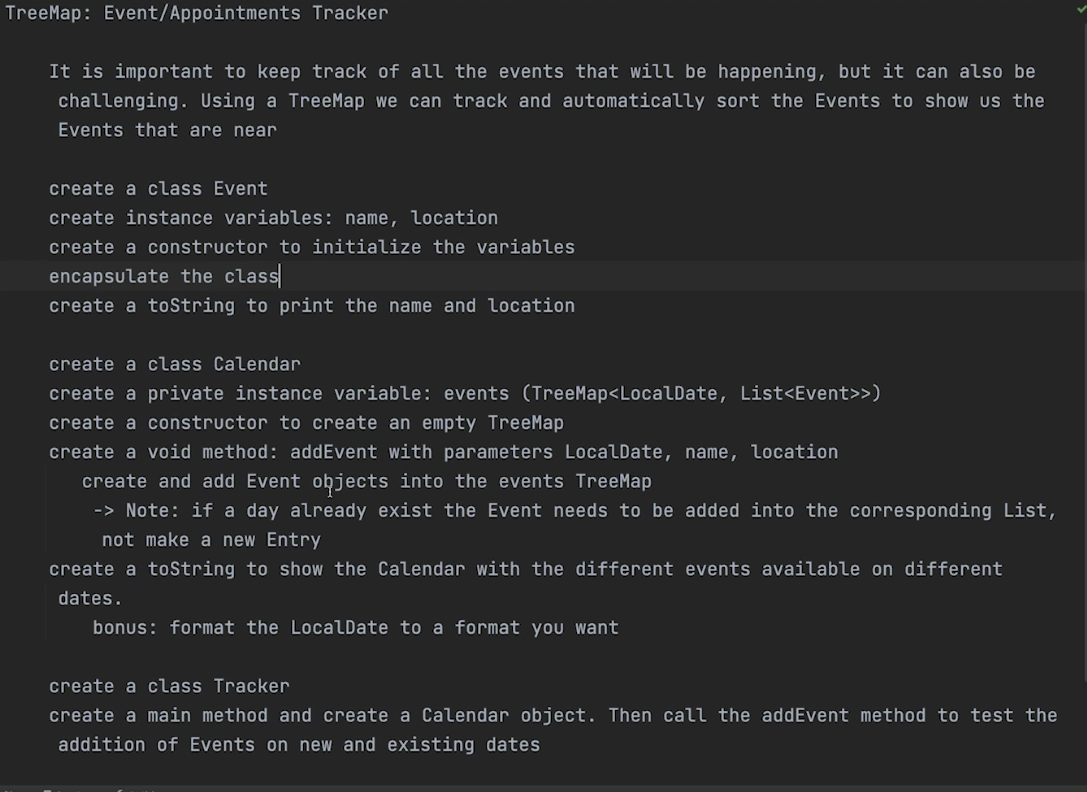 TreeMap: Event/Appointments Tracker
It is important to keep track of all the events that will be happening, but it can also be
challenging. Using a TreeMap we can track and automatically sort the Events to show us the
Events that are near
create a class Event
create instance variables: name, location
create a constructor to initialize the variables
encapsulate the class
create a toString to print the name and location
create a class Calendar
create a private instance variable: events (TreeMap<LocalDate, List<Event>>)
create a constructor to create an empty TreeMap
create a void method: addEvent with parameters LocalDate, name, location
create and add Event objects into the events TreeMap
-> Note: if a day already exist the Event needs to be added into the corresponding List,
not make a new Entry
create a toString to show the Calendar with the different events available on different
dates.
bonus: format the LocalDate to a format you want
create a class Tracker
create a main method and create a Calendar object. Then call the addEvent method to test the
addition of Events on new and existing dates